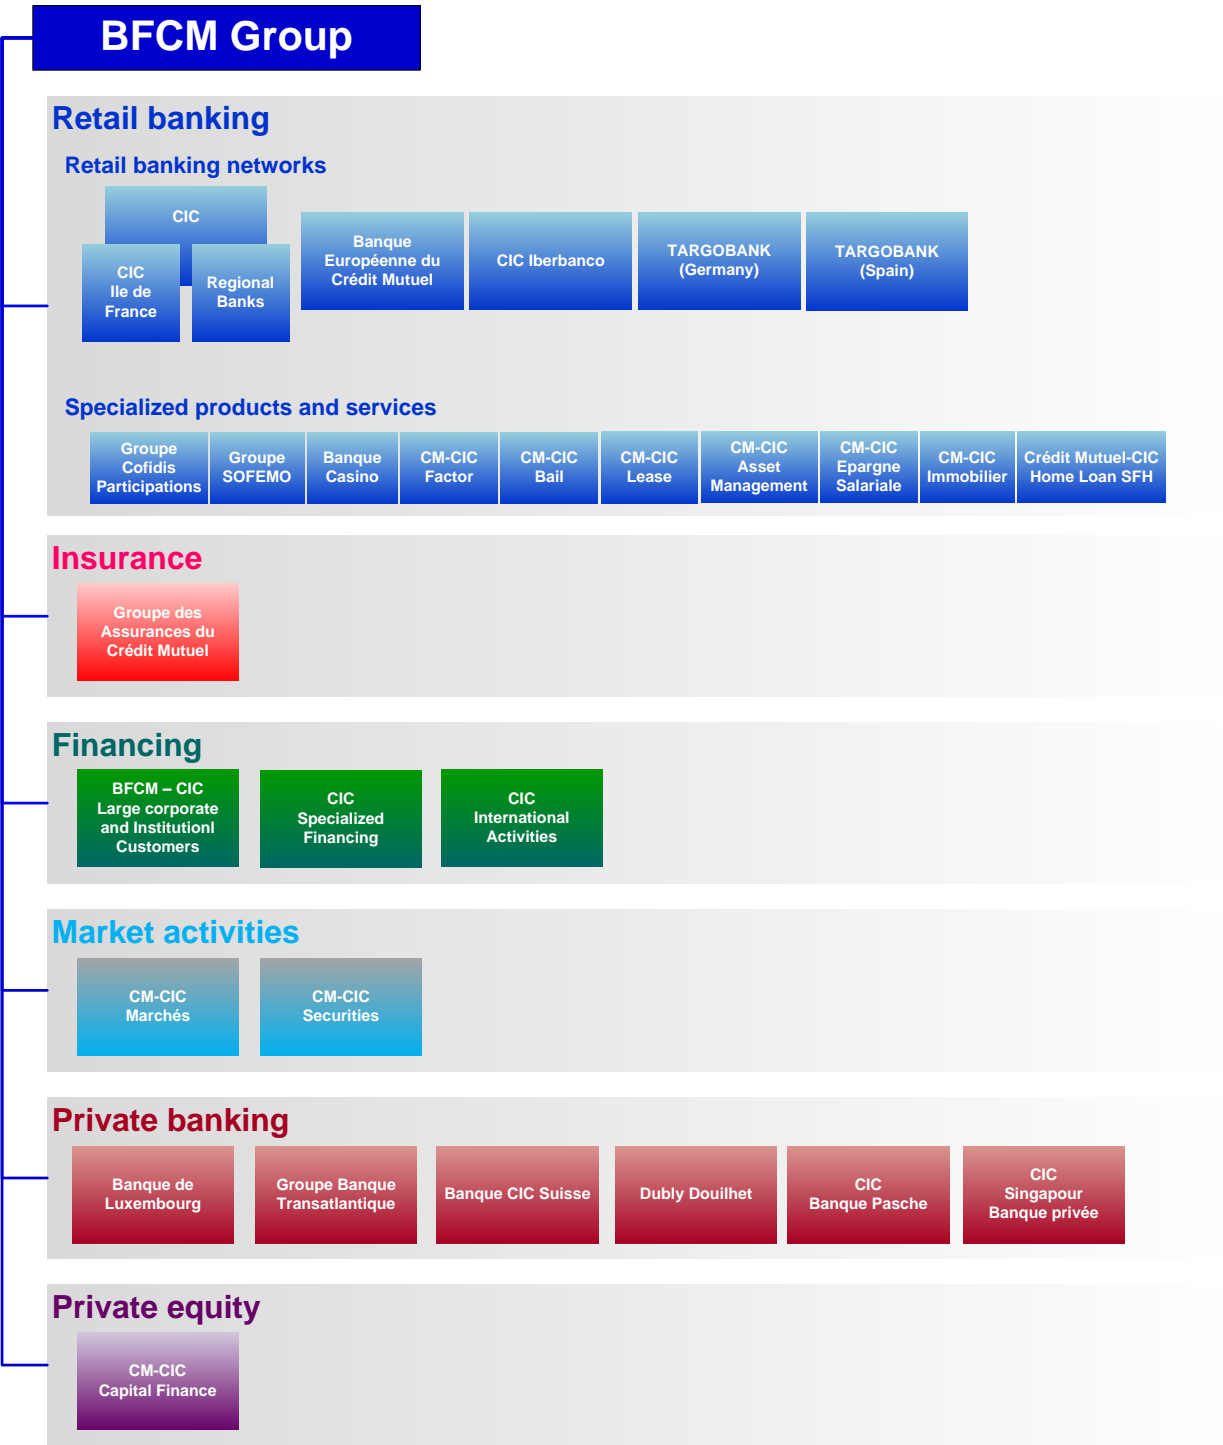 BFCM Group
Retail banking
Retail banking networks
CIC
CIC
Ile de
France
Regional
Banks
Banque
Européenne du
Crédit Mutuel
CIC Iberbanco
TARGOBANK
(Germany)
TARGOBANK
(Spain)
Specialized products and services
Groupe
Cofidis
Participations
Groupe
SOFEMO
Banque
Casino
CM-CIC
Factor
CM-CIC
Bail
CM-CIC
Lease
CM-CIC
Asset
Management
CM-CIC
Epargne
Salariale
CM-CIC
Immobilier
Crédit Mutuel-CIC
Home Loan SFH
Insurance
Groupe des
Assurances du
Crédit Mutuel
Financing
BFCM – CIC
Large corporate
and Institutionl
Customers
CIC
Specialized
Financing
CIC
International
Activities
Market activities
CM-CIC
Marchés
CM-CIC
Securities
Private banking
Banque de
Luxembourg
Groupe Banque
Transatlantique
Banque CIC Suisse
Dubly Douilhet
CIC
Banque Pasche
CIC
Singapour
Banque privée
Private equity
CM-CIC
Capital Finance